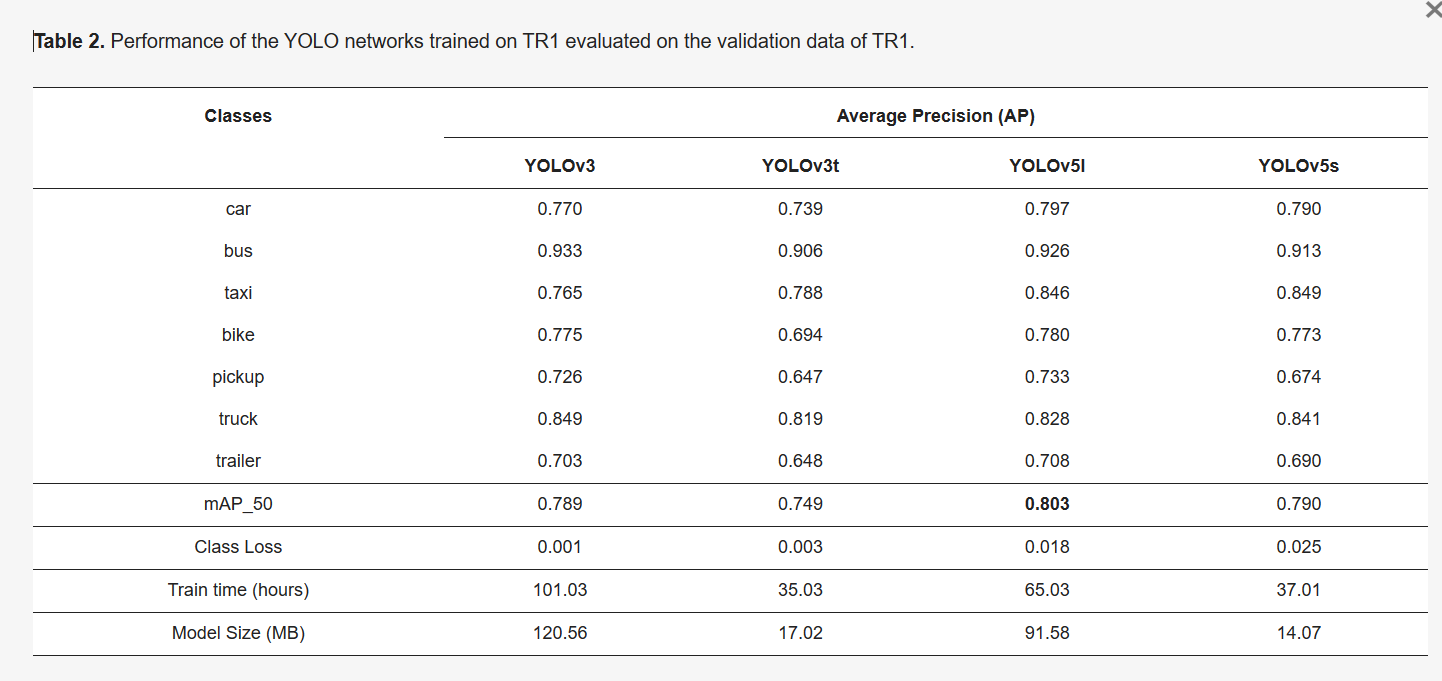 Table 2. Performance of the YOLO networks trained on TR1 evaluated on the validation data of TR1.
Classes Average Precision (AP)
YOLOv3 YOLOv3t YOLOv5l YOLOv5s
car 0.770 0.739 0.797 0.790
bus 0.933 0.906 0.926 0.913
taxi 0.765 0.788 0.846 0.849
bike 0.775 0.694 0.780 0.773
pickup 0.726 0.647 0.733 0.674
truck 0.849 0.819 0.828 0.841
trailer 0.703 0.648 0.708 0.690
mAP_50 0.789 0.749 0.803 0.790
Class Loss 0.001 0.003 0.018 0.025
Train time (hours) 101.03 35.03 65.03 37.01
Model Size (MB) 120.56 17.02 91.58 14.07